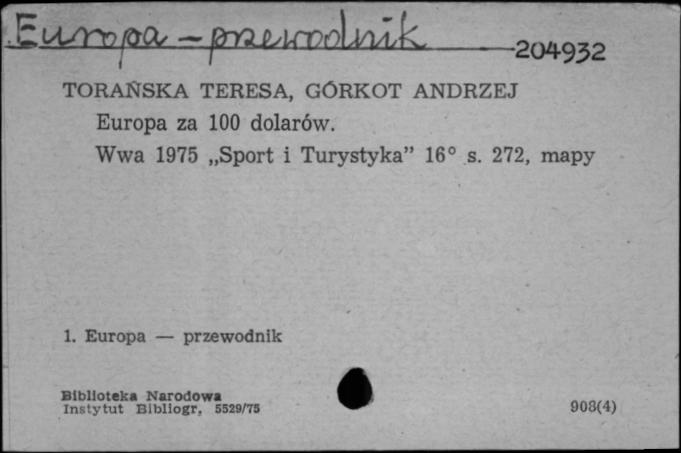 Europa - przewodnik
204932
TORAŃSKA TERESA, GÓRKOT ANDRZEJ
Europa za 100 dolarów.
Wwa 1975 „Sport i Turystyka” 16° s. 272, mapy
1. Europa — przewodnik
Biblioteka Narodowa
Instytut Bibliogr, 5529/75
908(4)